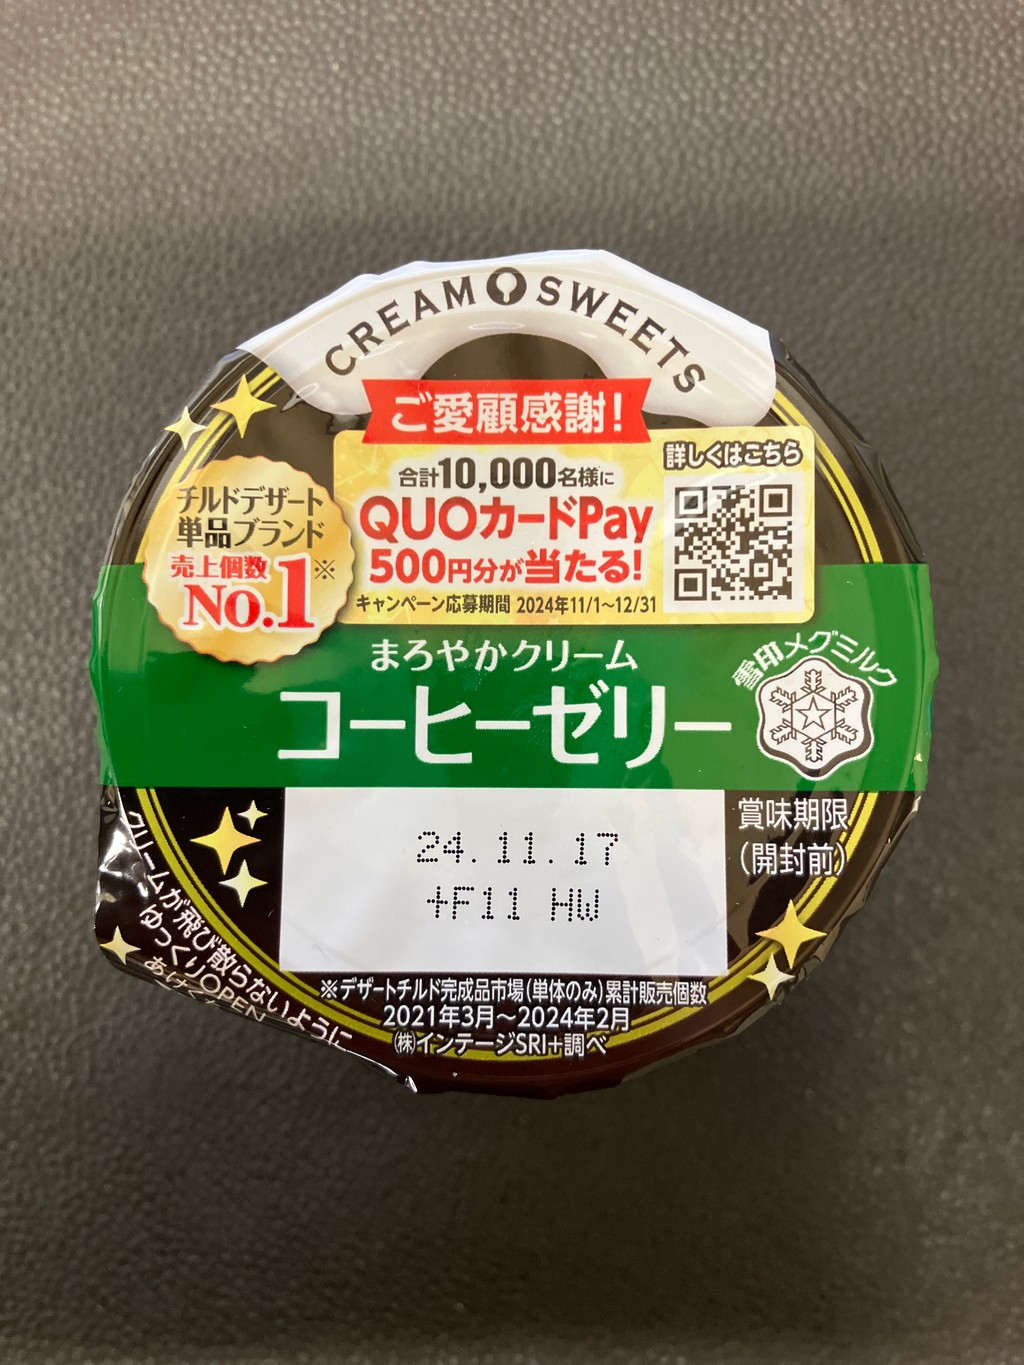 CREAM SWEETS
ご愛顧感謝!
合計10,000名様に
QUOカードPay
500円分が当たる!
キャンペーン応募期間 2024年11/1~12/31
詳しくはこちら
チルドデザート
単品ブランド
売上個数※
No.1
まろやかクリーム
コーヒーゼリー
雪印メグミルク
24.11.17
+F11 HW
賞味期限
(開封前)
クリームが飛び散らないように
ゆっくりOPEN
※デザートチルド完成品市場(単体のみ)累計販売個数
2021年3月~2024年2月
㈱インテージSRI+調べ